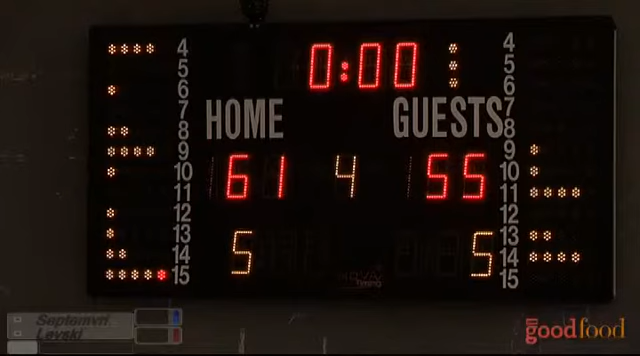 4 0:00 4
5 5
6 6
7 HOME GUESTS 7
8 8
9 9
10 61 4 55 10
11 11
12 12
13 13
14 5 5 14
15 15
Septemvri
Levski
goodfood